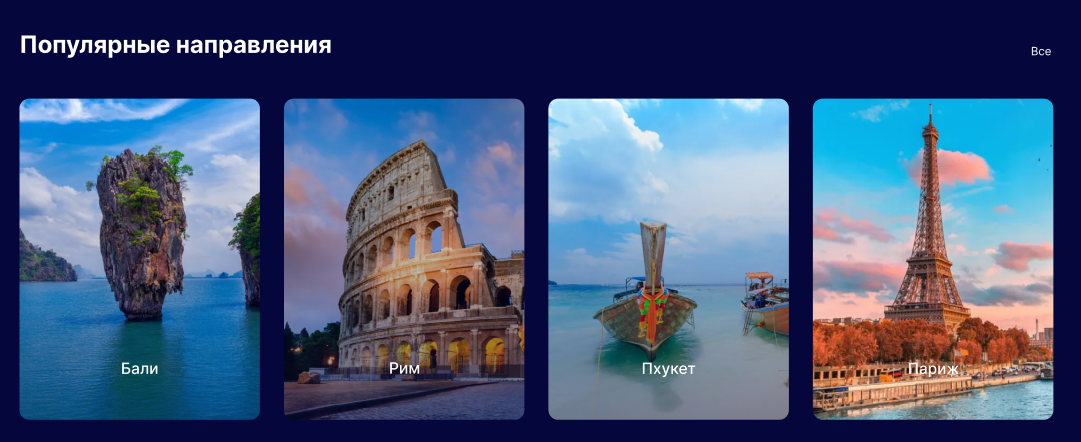 Популярные направления
Все
Бали
Рим
Пхукет
Париж